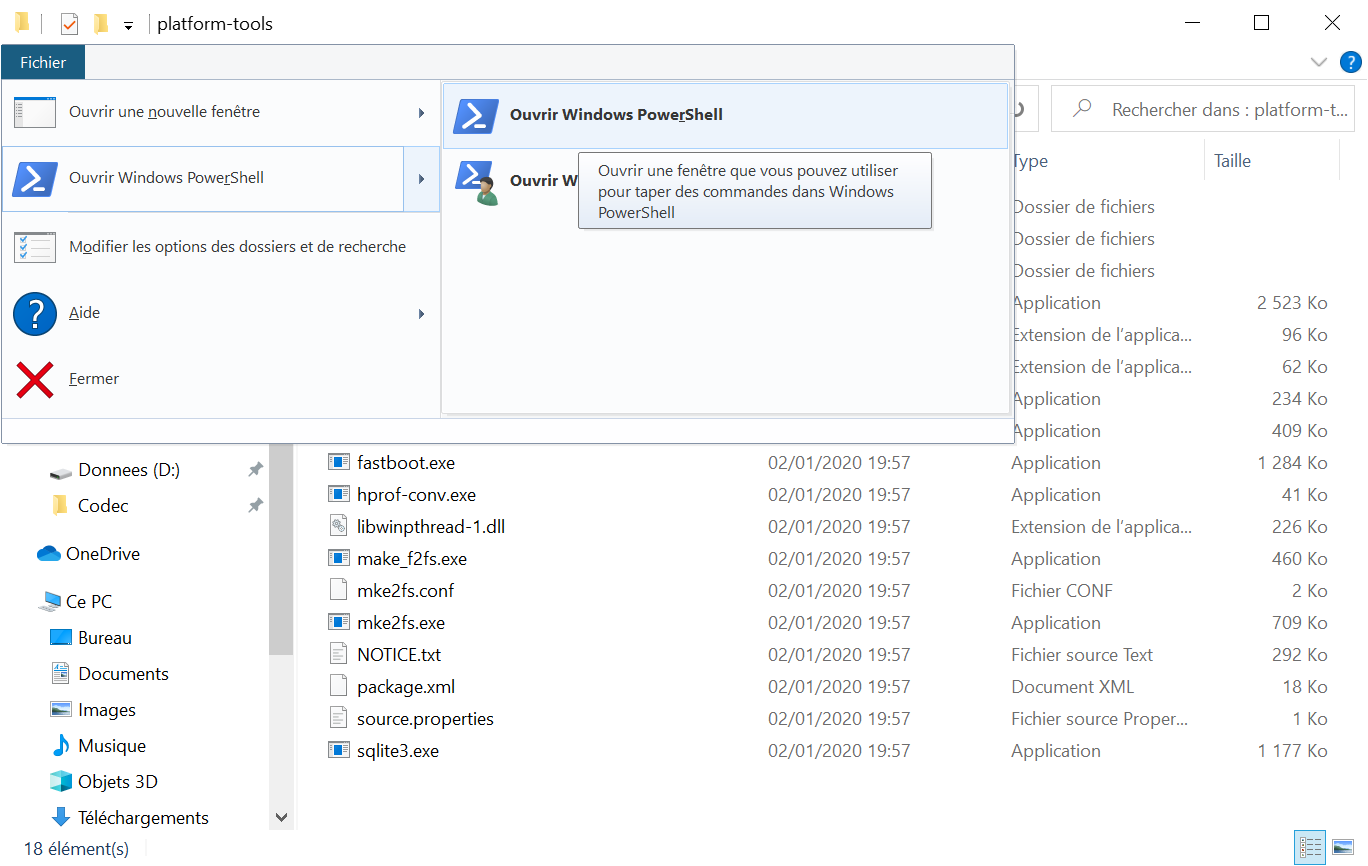 platform-tools
Fichier
?
Ouvrir une nouvelle fenêtre
Ouvrir Windows PowerShell
Modifier les options des dossiers et de recherche
? Aide
Fermer
Ouvrir Windows PowerShell
Ouvrir W
Ouvrir une fenêtre que vous pouvez utiliser
pour taper des commandes dans Windows
PowerShell
Rechercher dans : platform-t...
Type Taille
Dossier de fichiers
Dossier de fichiers
Dossier de fichiers
Application 2 523 Ko
Extension de l'applica... 96 Ko
Extension de l'applica... 62 Ko
Application 234 Ko
Application 409 Ko
fastboot.exe 02/01/2020 19:57 Application 1 284 Ko
hprof-conv.exe 02/01/2020 19:57 Application 41 Ko
libwinpthread-1.dll 02/01/2020 19:57 Extension de l'applica... 226 Ko
make_f2fs.exe 02/01/2020 19:57 Application 460 Ko
mke2fs.conf 02/01/2020 19:57 Fichier CONF 2 Ko
mke2fs.exe 02/01/2020 19:57 Application 709 Ko
NOTICE.txt 02/01/2020 19:57 Fichier source Text 292 Ko
package.xml 02/01/2020 19:57 Document XML 18 Ko
source.properties 02/01/2020 19:57 Fichier source Proper... 1 Ko
sqlite3.exe 02/01/2020 19:57 Application 1 177 Ko
Donnees (D:)
Codec
OneDrive
Ce PC
Bureau
Documents
Images
Musique
Objets 3D
Téléchargements
18 élément(s)